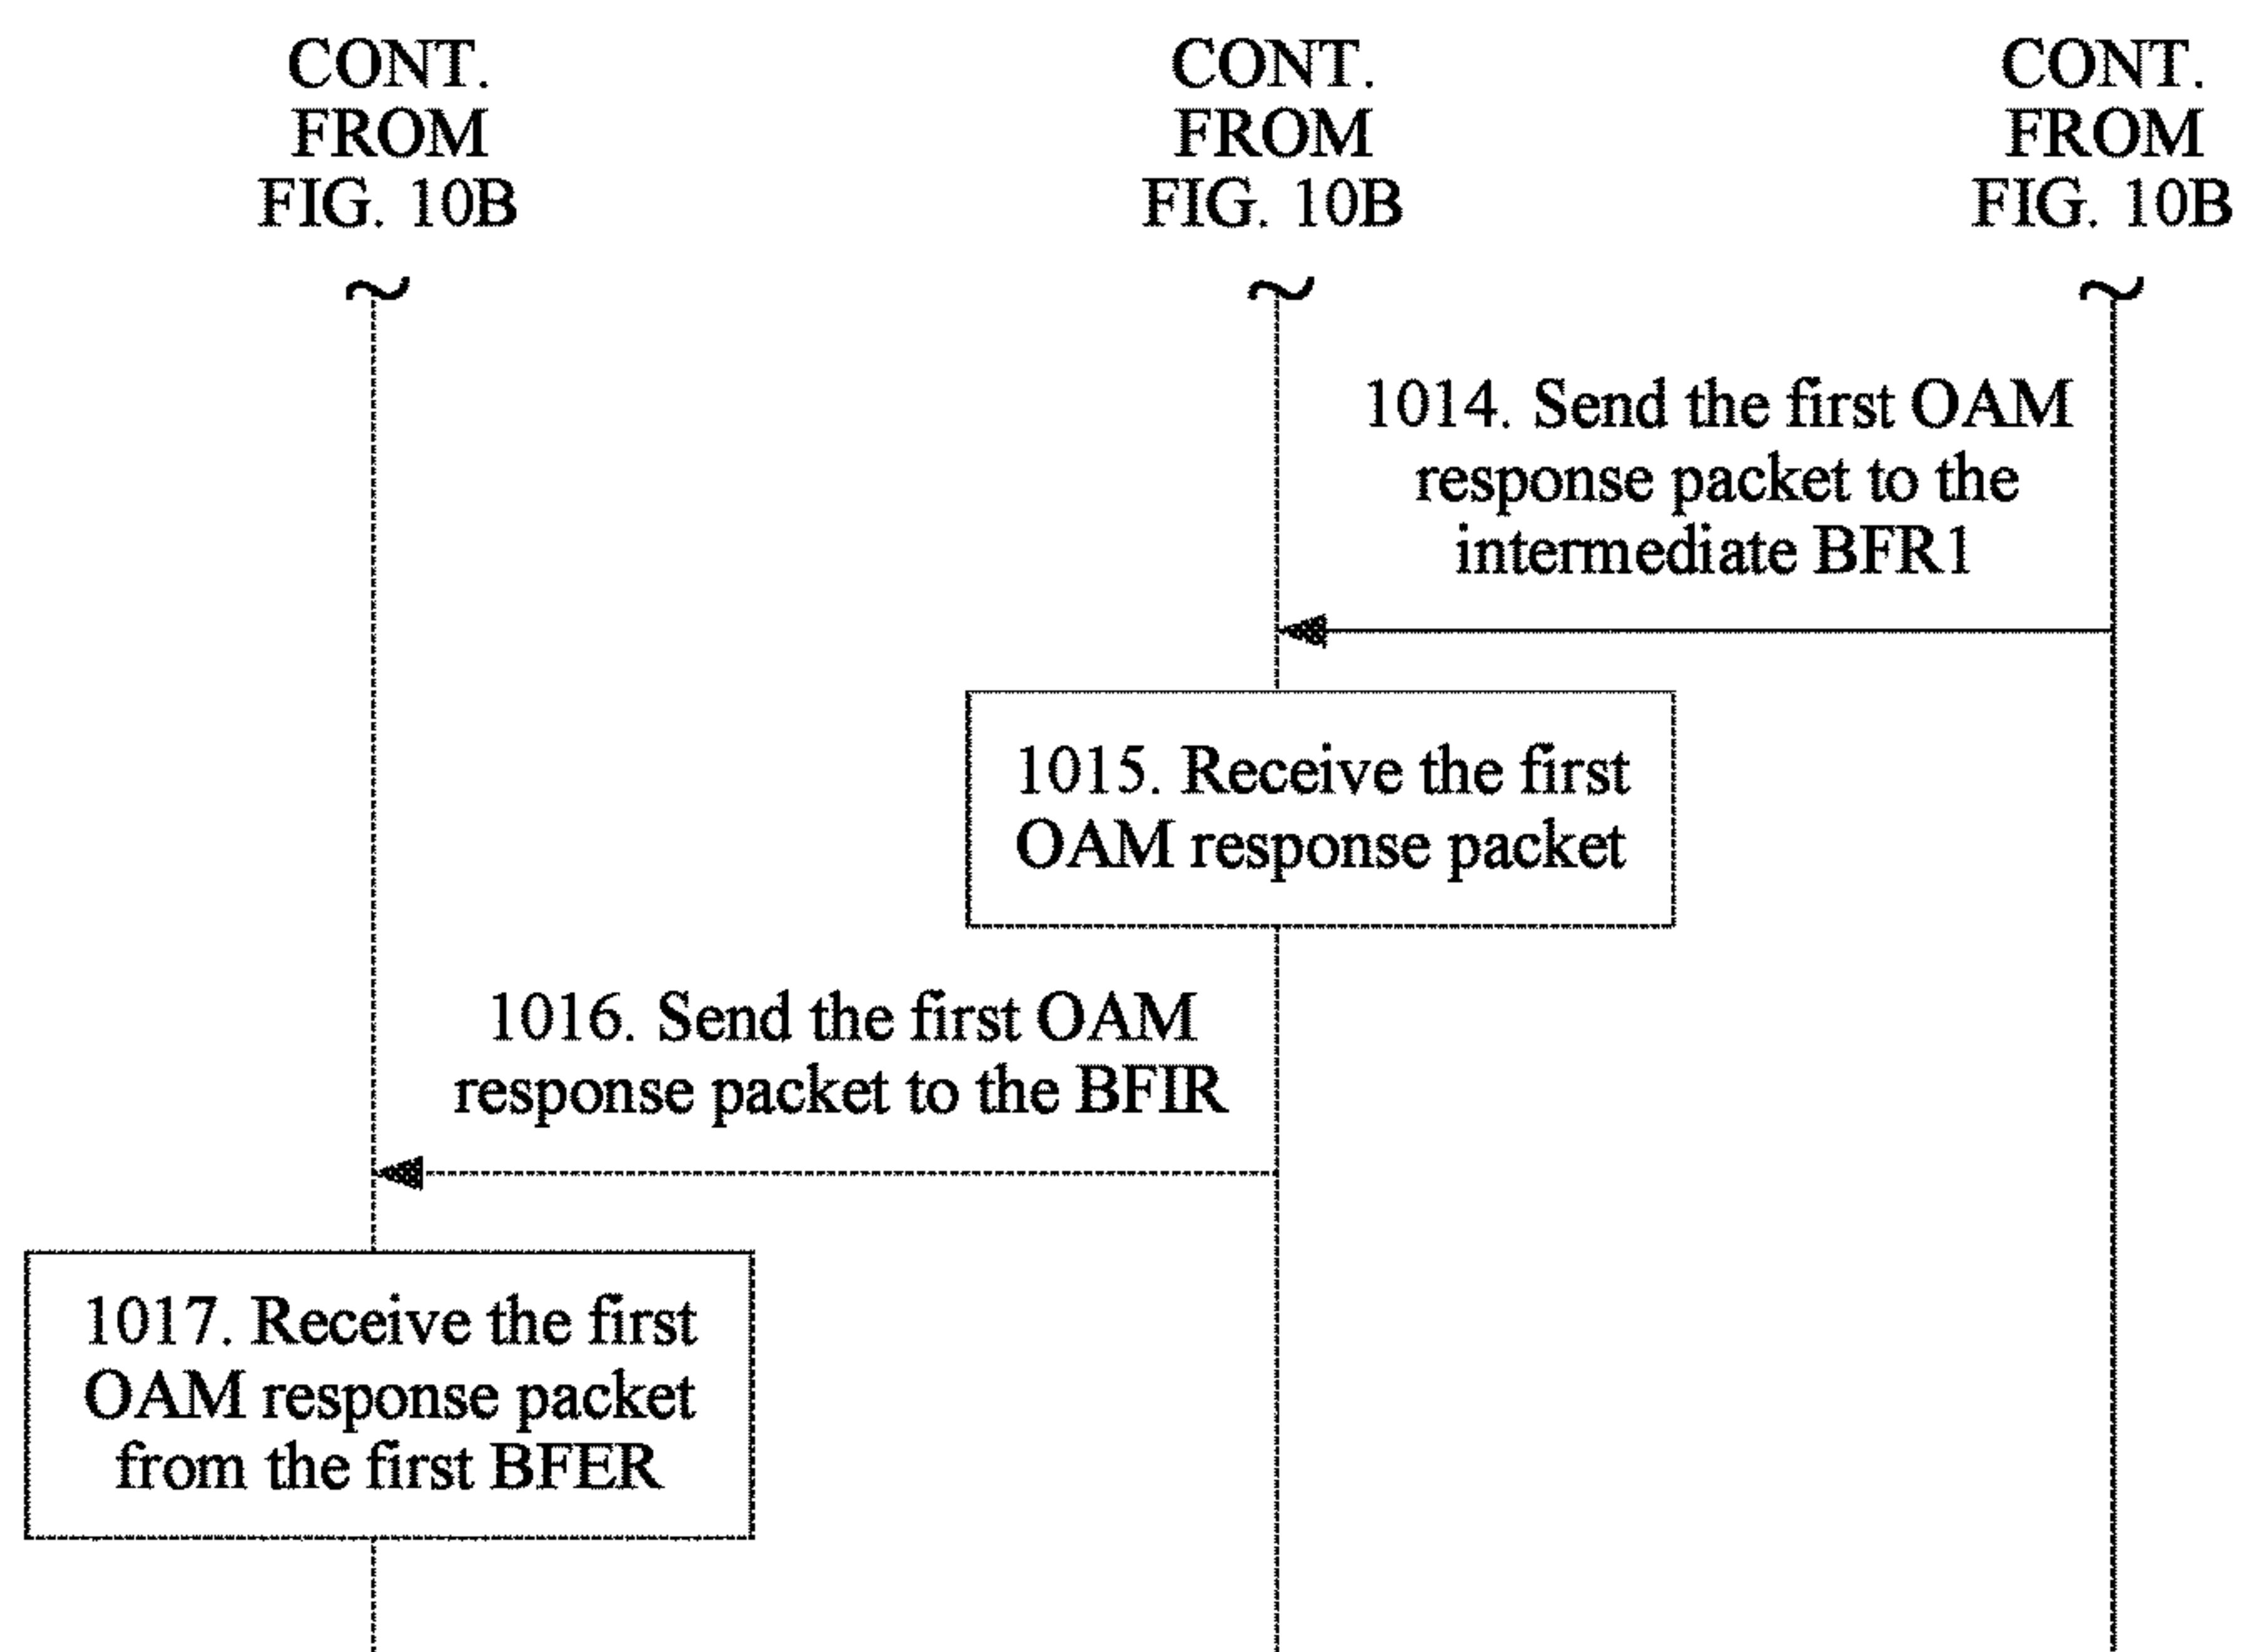 CONT.
FROM
FIG. 10B
CONT.
FROM
FIG. 10B
CONT.
FROM
FIG. 10B
1014. Send the first OAM
response packet to the
intermediate BFR1
1015. Receive the first
OAM response packet
1016. Send the first OAM
response packet to the BFIR
1017. Receive the first
OAM response packet
from the first BFER